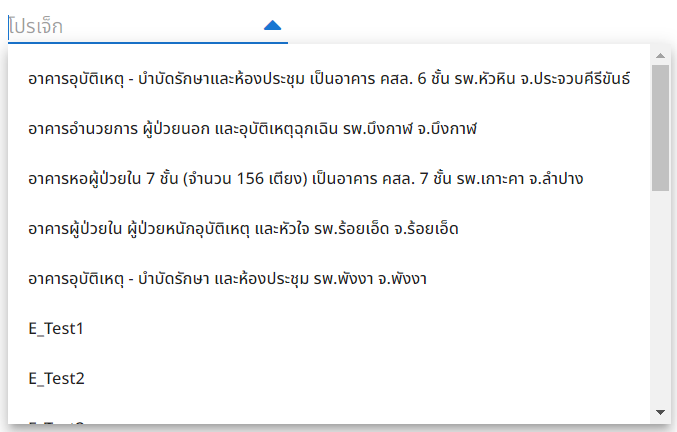 โปรเจ็ก
อาคารอุบัติเหตุ - บำบัดรักษาและห้องประชุม เป็นอาคาร คสล. 6 ชั้น รพ.หัวหิน จ.ประจวบคีรีขันธ์
อาคารอำนวยการ ผู้ป่วยนอก และอุบัติเหตุฉุกเฉิน รพ.บึงกาฬ จ.บึงกาฬ
อาคารหอผู้ป่วยใน 7 ชั้น (จำนวน 156 เตียง) เป็นอาคาร คสล. 7 ชั้น รพ.เกาะคา จ.ลำปาง
อาคารผู้ป่วยใน ผู้ป่วยหนักอุบัติเหตุ และหัวใจ รพ.ร้อยเอ็ด จ.ร้อยเอ็ด
อาคารอุบัติเหตุ - บำบัดรักษา และห้องประชุม รพ.พังงา จ.พังงา
E_Test1
E_Test2